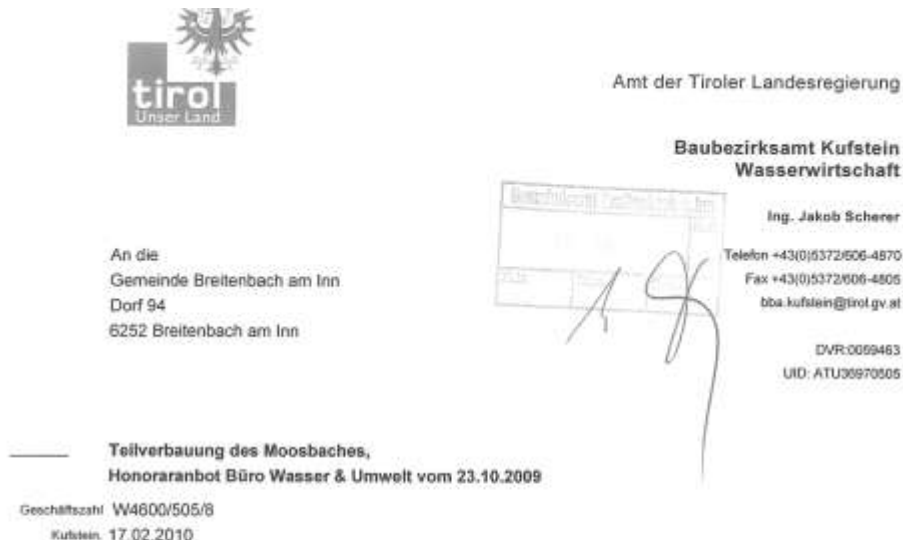 tirol
Unser Land
Amt der Tiroler Landesregierung
Baubezirksamt Kufstein
Wasserwirtschaft
Ing. Jakob Scherer
Telefon +43(0)5372/606-4870
Fax +43(0)5372/606-4805
bba.kufstein@tirol.gv.at
DVR:0059463
UID: ATU36970505
An die
Gemeinde Breitenbach am Inn
Dorf 94
6252 Breitenbach am Inn
Teilverbauung des Moosbaches,
Honoraranbot Büro Wasser & Umwelt vom 23.10.2009
Geschäftszahl W4600/505/8
Kufstein, 17.02.2010